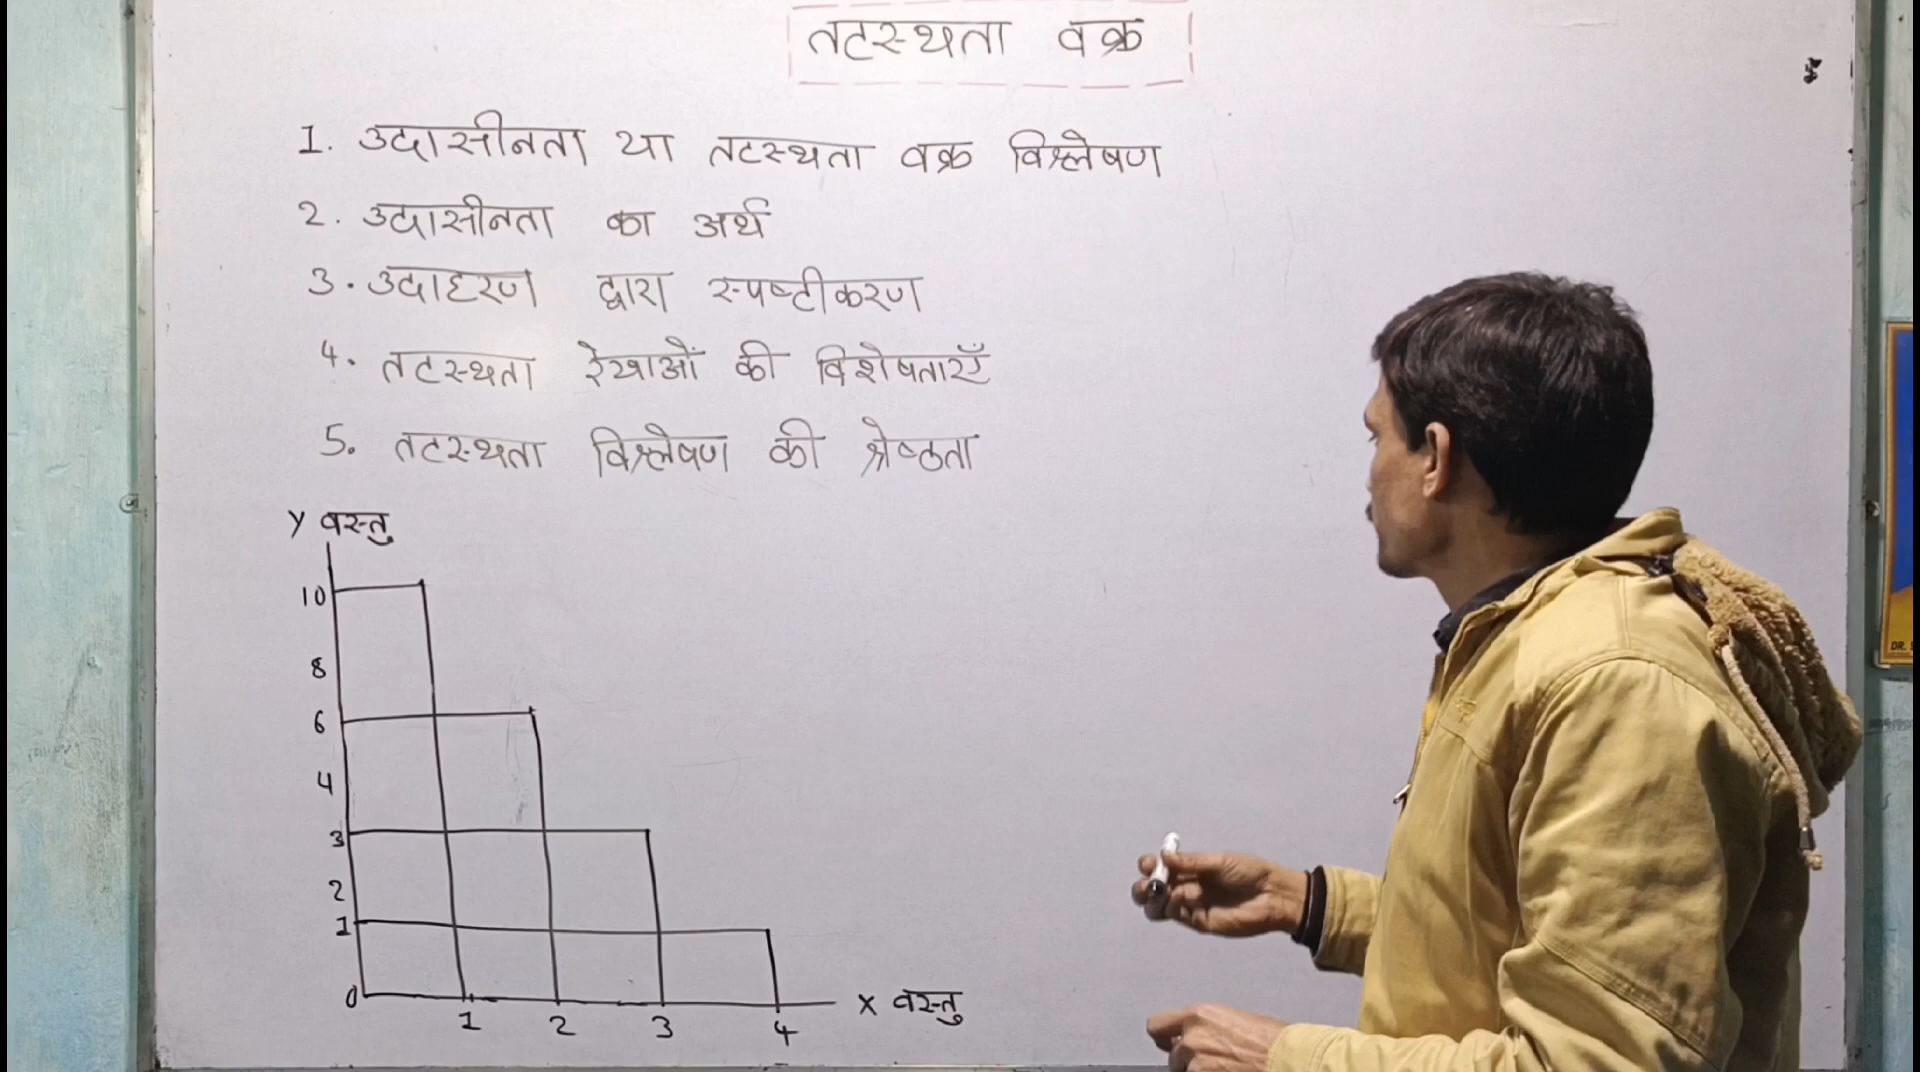 तटस्थता वक्र
1. उदासीनता या तटस्थता वक्र विश्लेषण
2. उदासीनता का अर्थ
3. उदाहरण द्वारा स्पष्टीकरण
4. तटस्थता रेखाओं की विशेषताएँ
5. तटस्थता विश्लेषण की श्रेष्ठता
Y वस्तु
10
8
6
4
3
2
1
0
1 2 3 4
X वस्तु
DR.